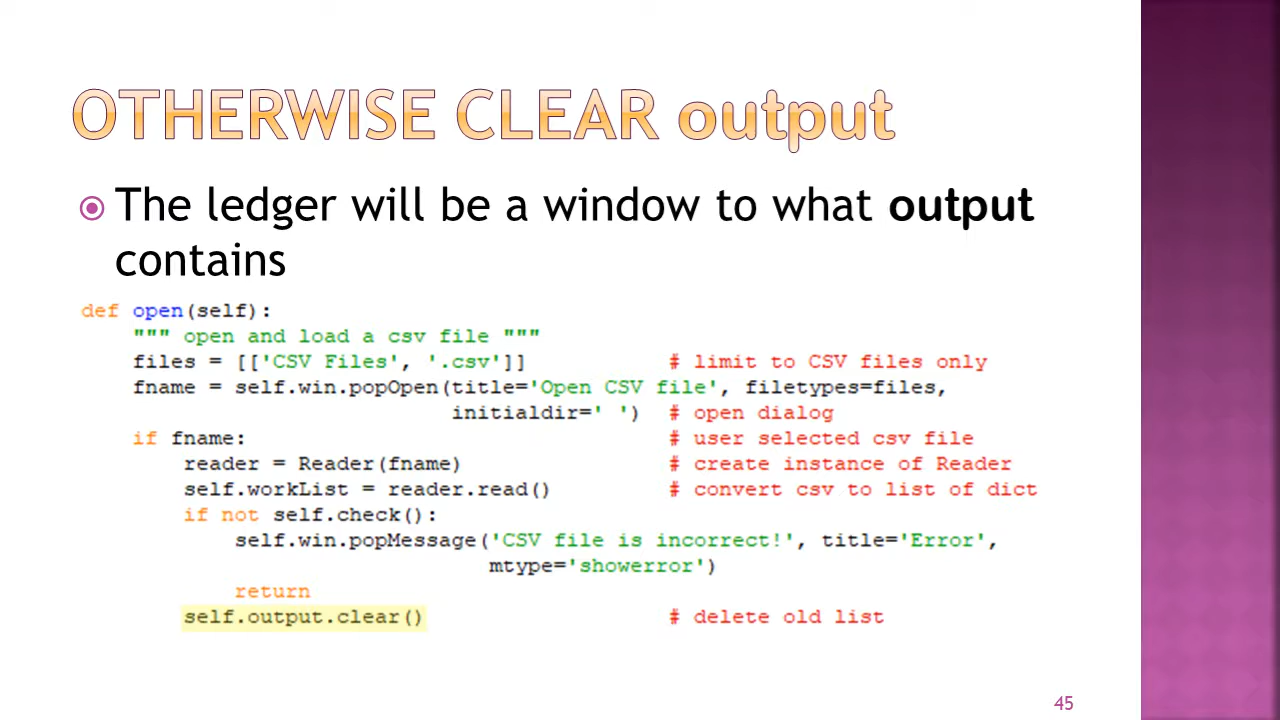 OTHERWISE CLEAR output
The ledger will be a window to what output
contains
def open(self):
    """ open and load a csv file """
    files = [['CSV Files', '.csv']]           # limit to CSV files only
    fname = self.win.popOpen(title='Open CSV file', filetypes=files,
                             initialdir=' ')  # open dialog
    if fname:                                 # user selected csv file
        reader = Reader(fname)                # create instance of Reader
        self.workList = reader.read()         # convert csv to list of dict
        if not self.check():
            self.win.popMessage('CSV file is incorrect!', title='Error',
                                mtype='showerror')
            return
        self.output.clear()                   # delete old list
45